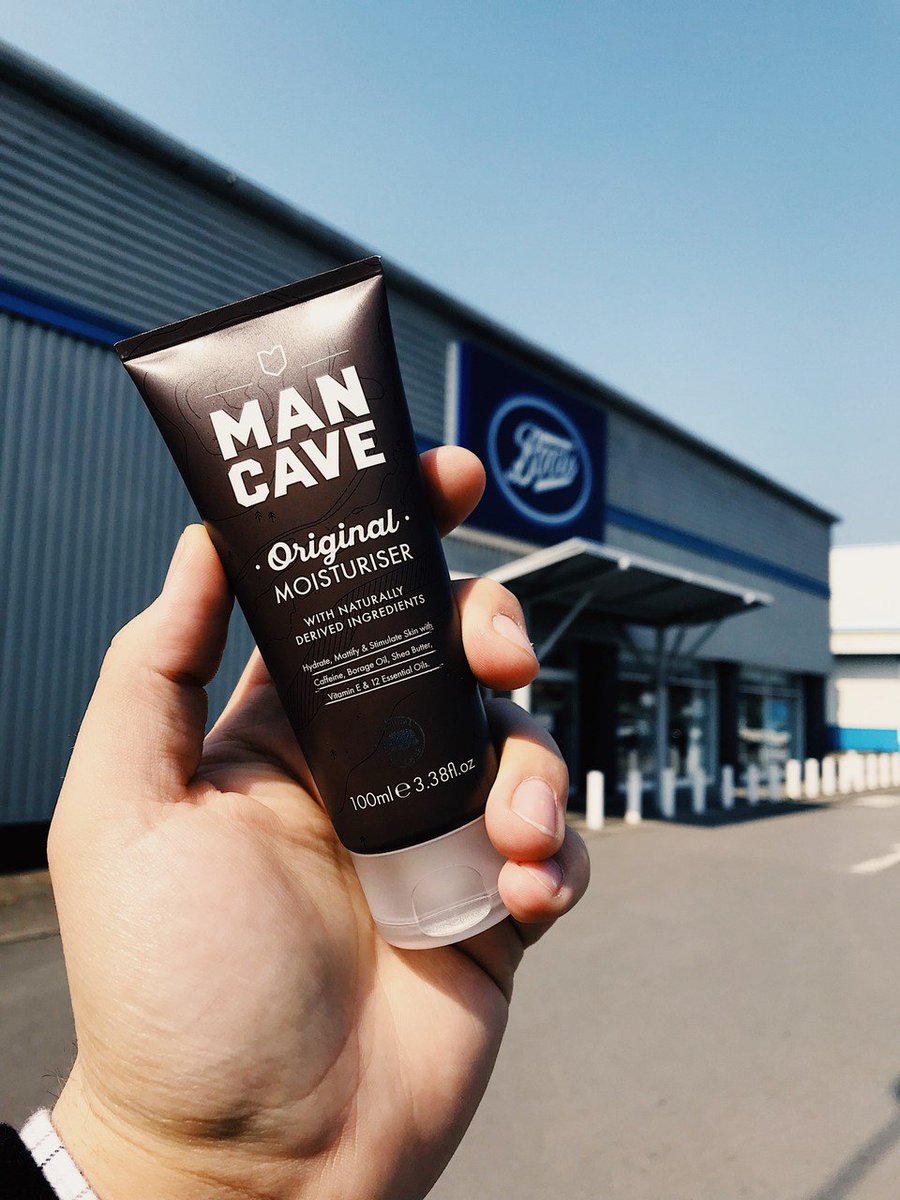 MAN
CAVE
· Original ·
MOISTURISER
WITH NATURALLY
DERIVED INGREDIENTS
Hydrate, Mattify & Stimulate Skin with
Caffeine, Borage Oil, Shea Butter,
Vitamin E & 12 Essential Oils.
100ml ℮ 3.38fl.oz
Boots